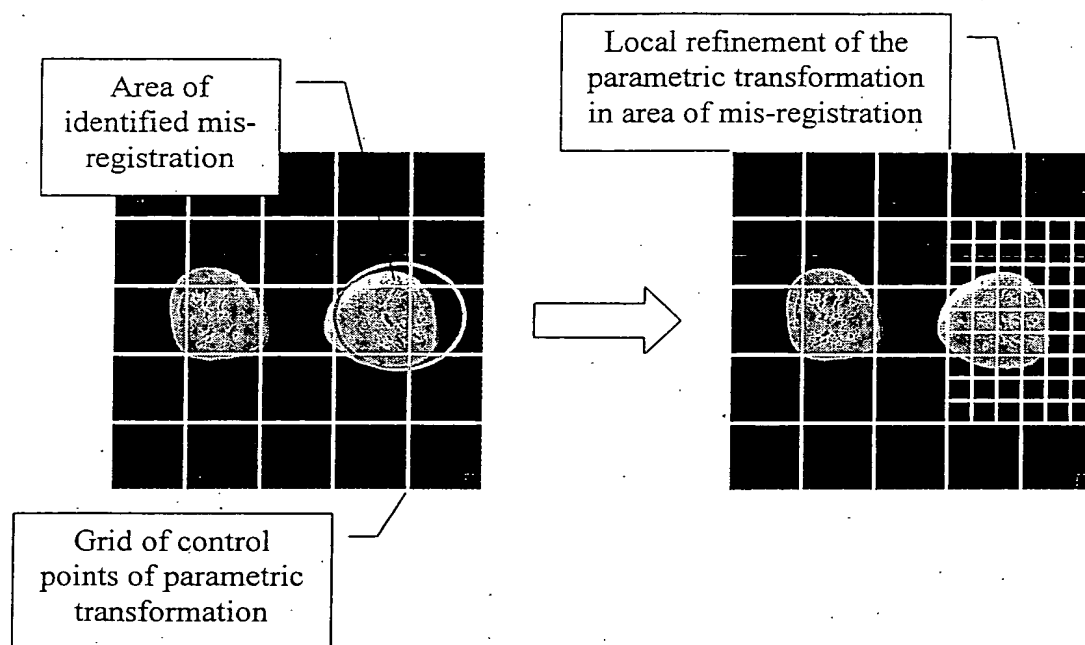 Area of
identified mis-
registration
Local refinement of the
parametric transformation
in area of mis-registration
Grid of control
points of parametric
transformation